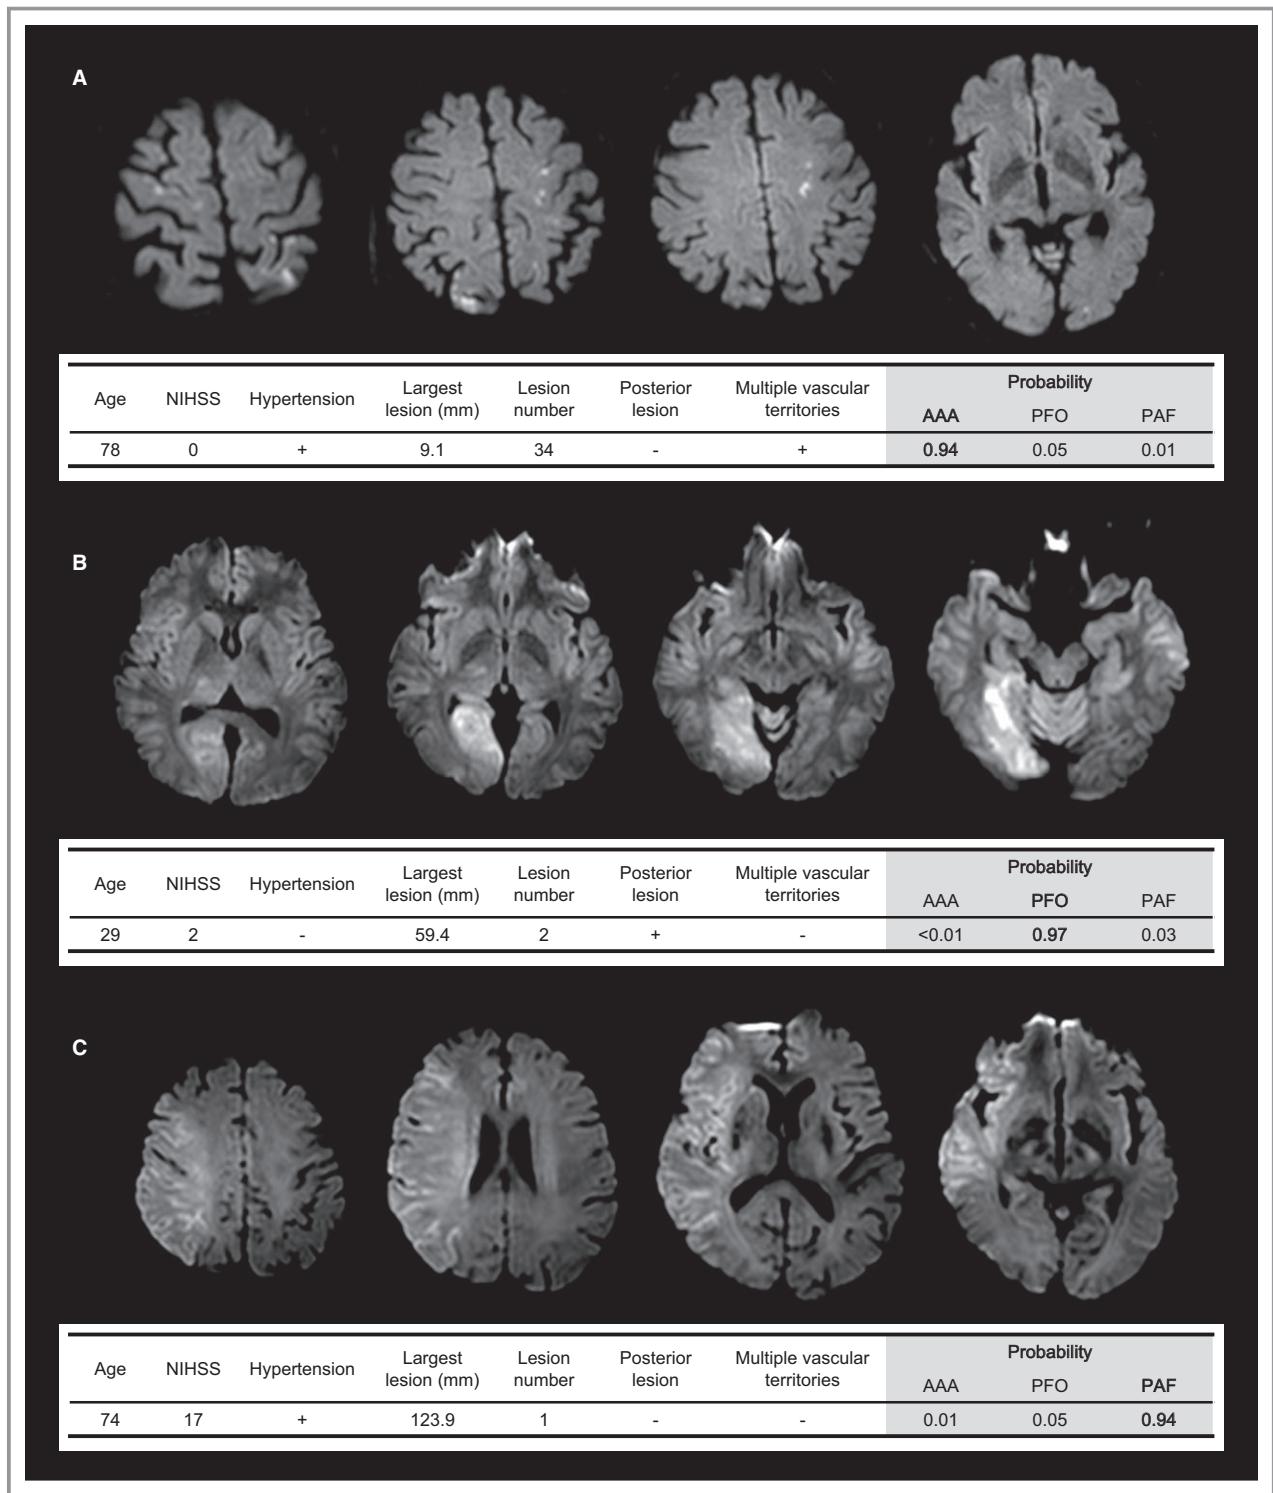 A
Age NIHSS Hypertension Largest lesion (mm) Lesion number Posterior lesion Multiple vascular territories Probability
AAA PFO PAF
78 0 + 9.1 34 - + 0.94 0.05 0.01
B
Age NIHSS Hypertension Largest lesion (mm) Lesion number Posterior lesion Multiple vascular territories Probability
AAA PFO PAF
29 2 - 59.4 2 + - <0.01 0.97 0.03
C
Age NIHSS Hypertension Largest lesion (mm) Lesion number Posterior lesion Multiple vascular territories Probability
AAA PFO PAF
74 17 + 123.9 1 - - 0.01 0.05 0.94